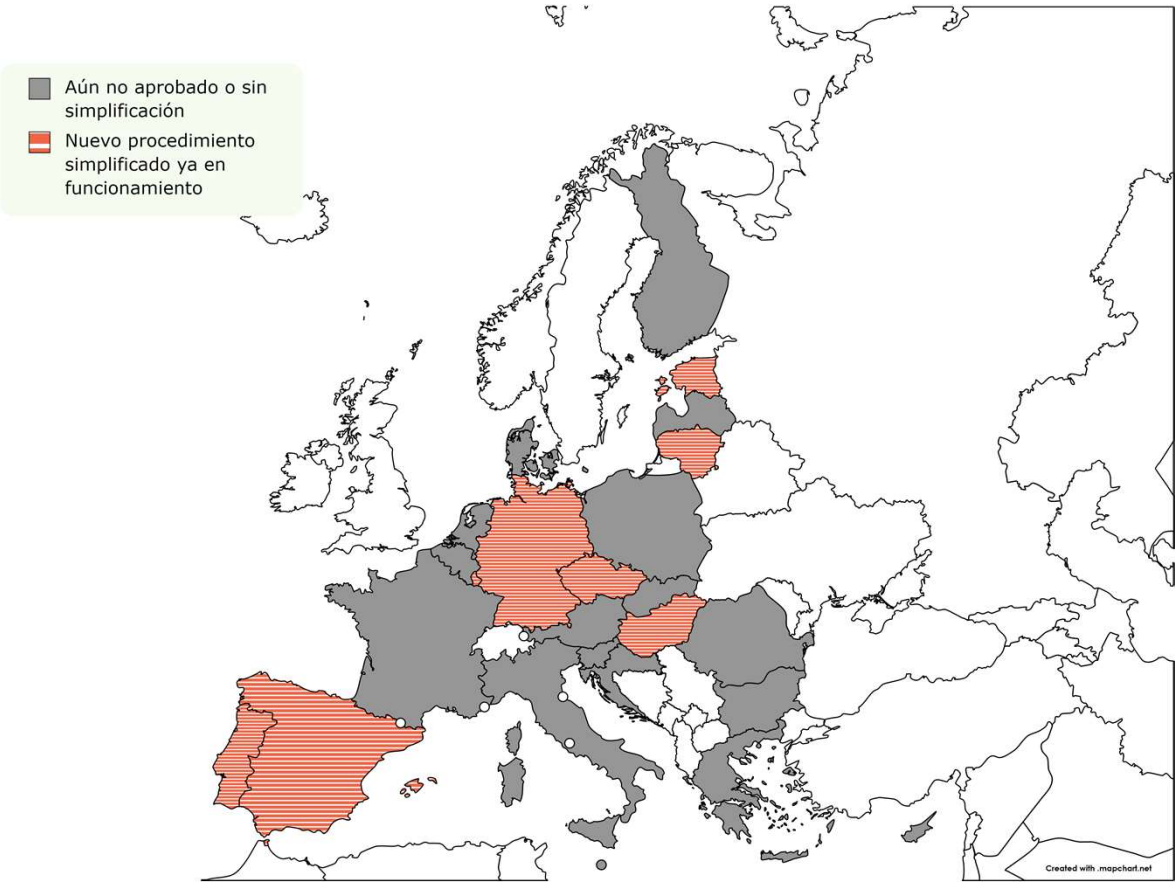 Aún no aprobado o sin
simplificación
Nuevo procedimiento
simplificado ya en
funcionamiento
Created with .mapchart.net